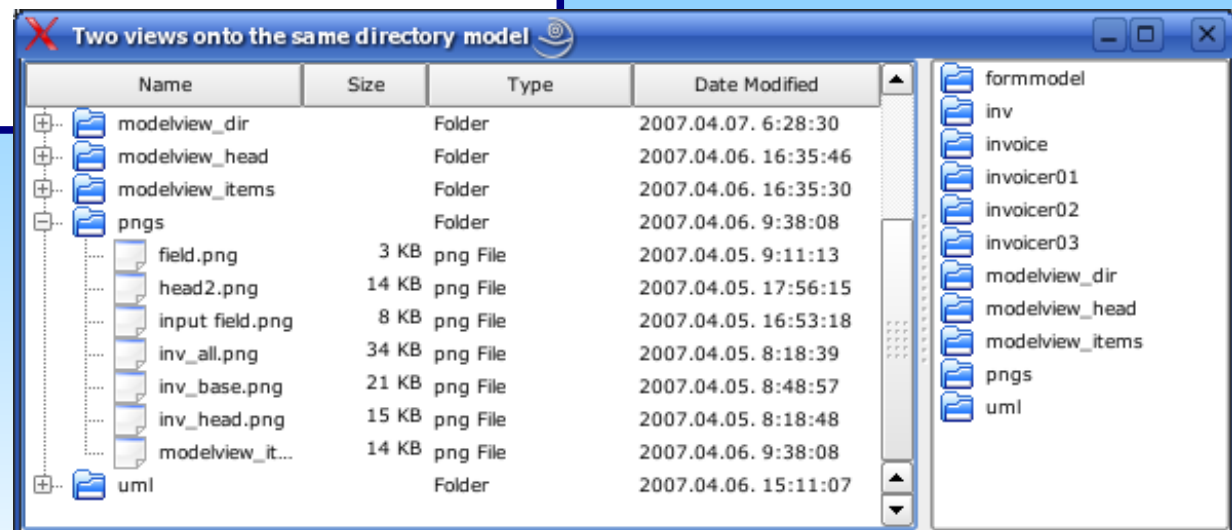 Two views onto the same directory model
Name Size Type Date Modified
modelview_dir Folder 2007.04.07. 6:28:30
modelview_head Folder 2007.04.06. 16:35:46
modelview_items Folder 2007.04.06. 16:35:30
pngs Folder 2007.04.06. 9:38:08
field.png 3 KB png File 2007.04.05. 9:11:13
head2.png 14 KB png File 2007.04.05. 17:56:15
input field.png 8 KB png File 2007.04.05. 16:53:18
inv_all.png 34 KB png File 2007.04.05. 8:18:39
inv_base.png 21 KB png File 2007.04.05. 8:48:57
inv_head.png 15 KB png File 2007.04.05. 8:18:48
modelview_it... 14 KB png File 2007.04.06. 9:38:08
uml Folder 2007.04.06. 15:11:07
formmodel
inv
invoice
invoicer01
invoicer02
invoicer03
modelview_dir
modelview_head
modelview_items
pngs
uml